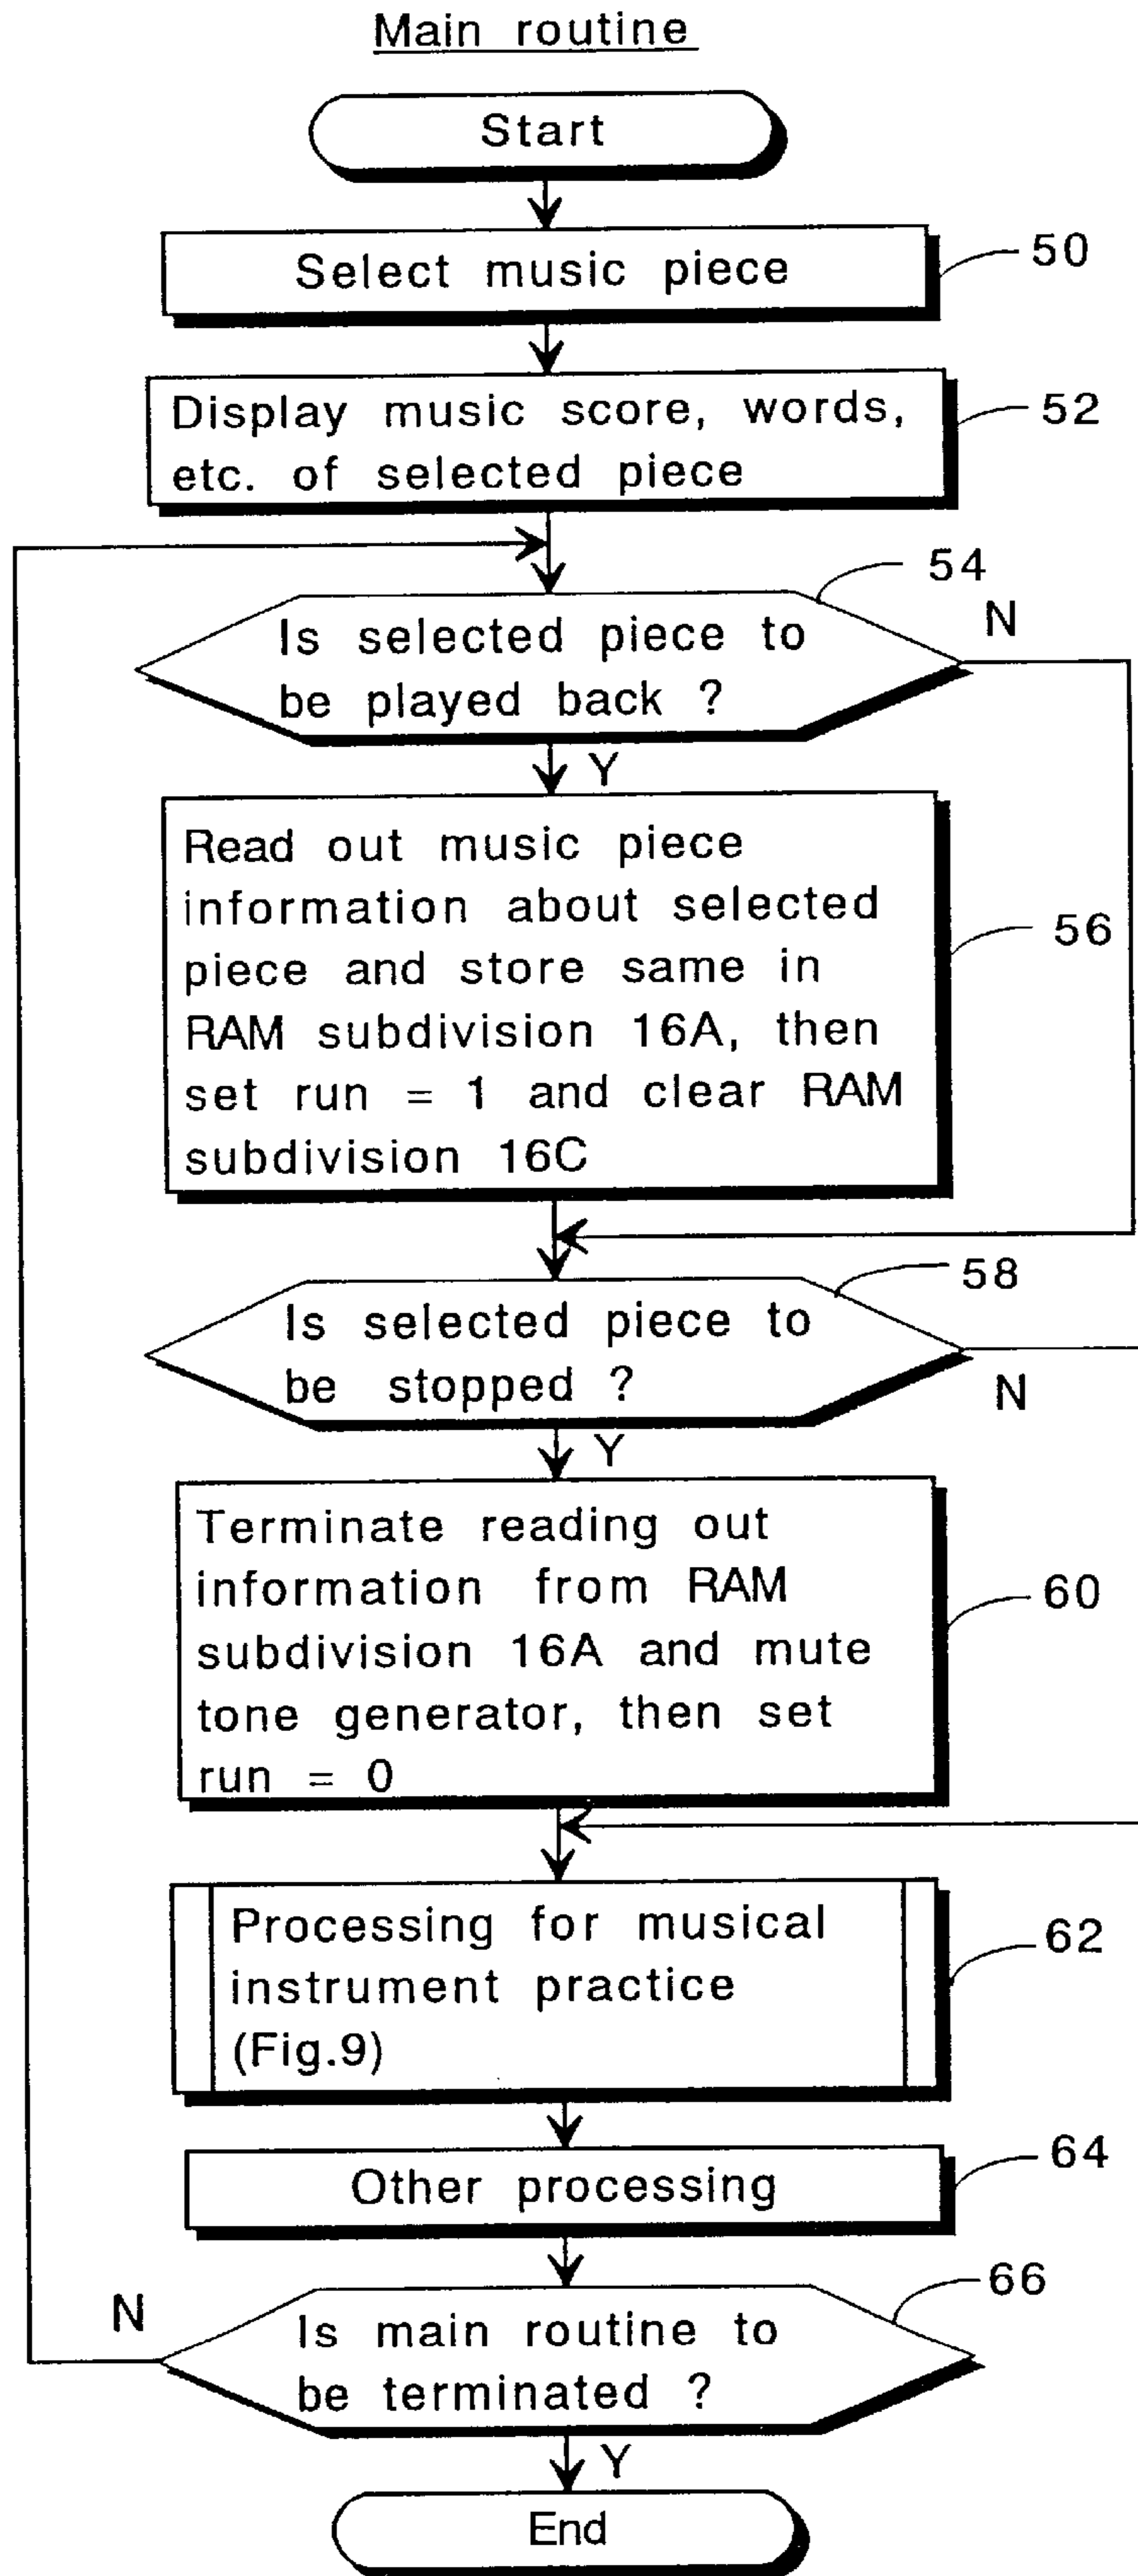 Main routine
Start
Select music piece
50
Display music score, words,
etc. of selected piece
52
54
Is selected piece to
be played back ?
N
Y
Read out music piece
information about selected
piece and store same in
RAM subdivision 16A, then
set run = 1 and clear RAM
subdivision 16C
56
58
Is selected piece to
be stopped ?
N
Y
Terminate reading out
information from RAM
subdivision 16A and mute
tone generator, then set
run = 0
60
Processing for musical
instrument practice
(Fig.9)
62
Other processing
64
66
N
Is main routine to
be terminated ?
Y
End